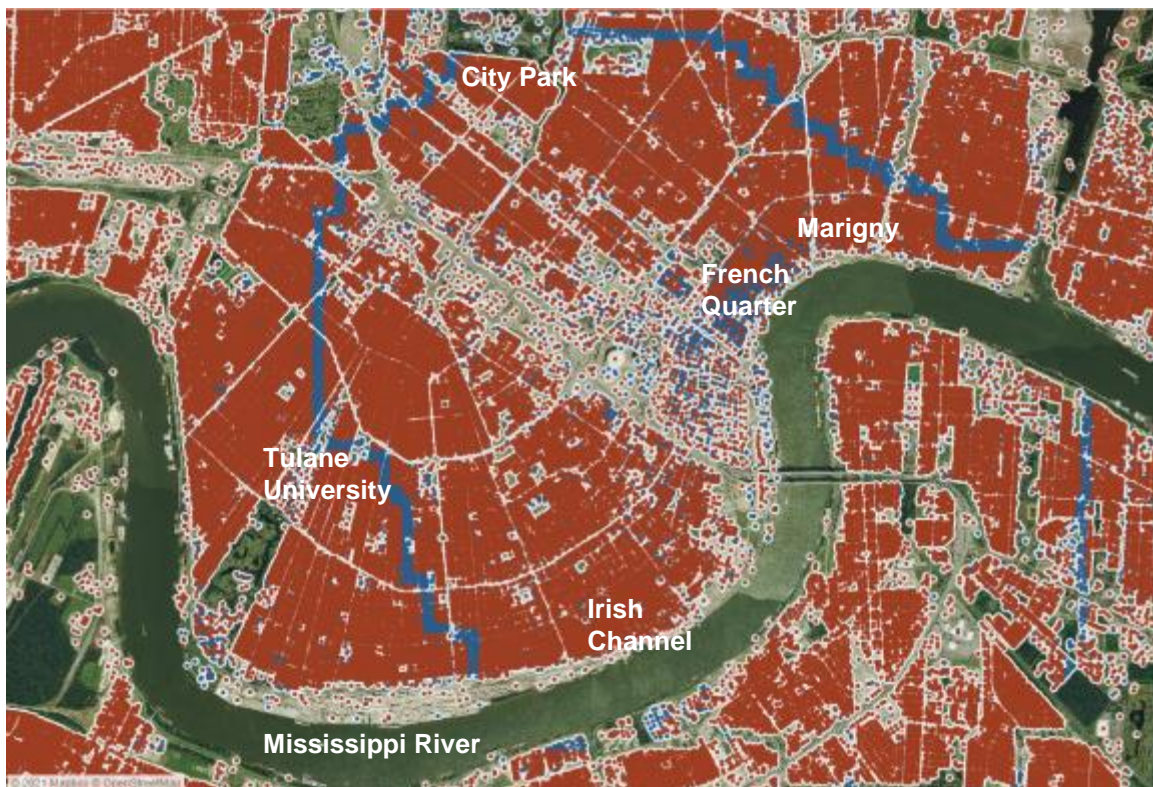 City Park
Marigny
French
Quarter
Tulane
University
Irish
Channel
Mississippi River
© 2021 Mapbox © OpenStreetMap